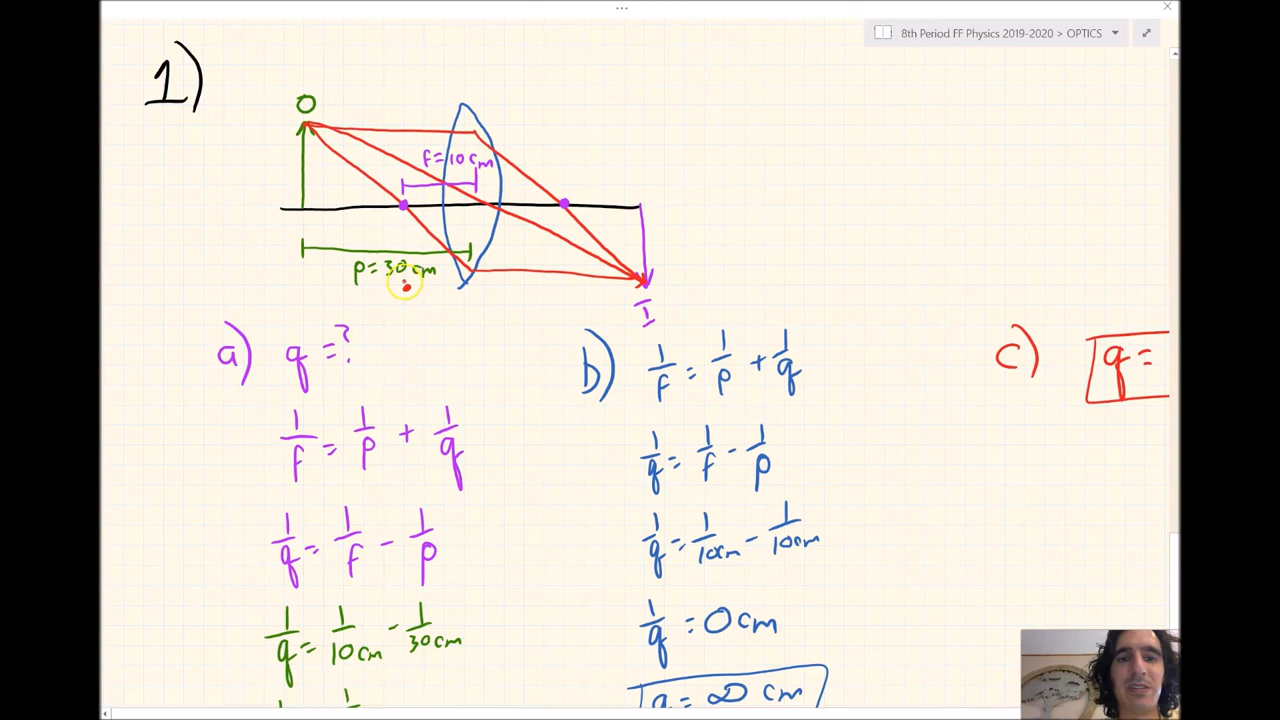 8th Period FF Physics 2019-2020 > OPTICS
1)
O
f=10cm
p=30cm
I
a) q=?
1/f = 1/p + 1/q
1/q = 1/f - 1/p
1/q = 1/10cm - 1/30cm
b) 1/f = 1/p + 1/q
1/q = 1/f - 1/p
1/q = 1/10cm - 1/10cm
1/q = 0cm
q = ∞ cm
c) q=